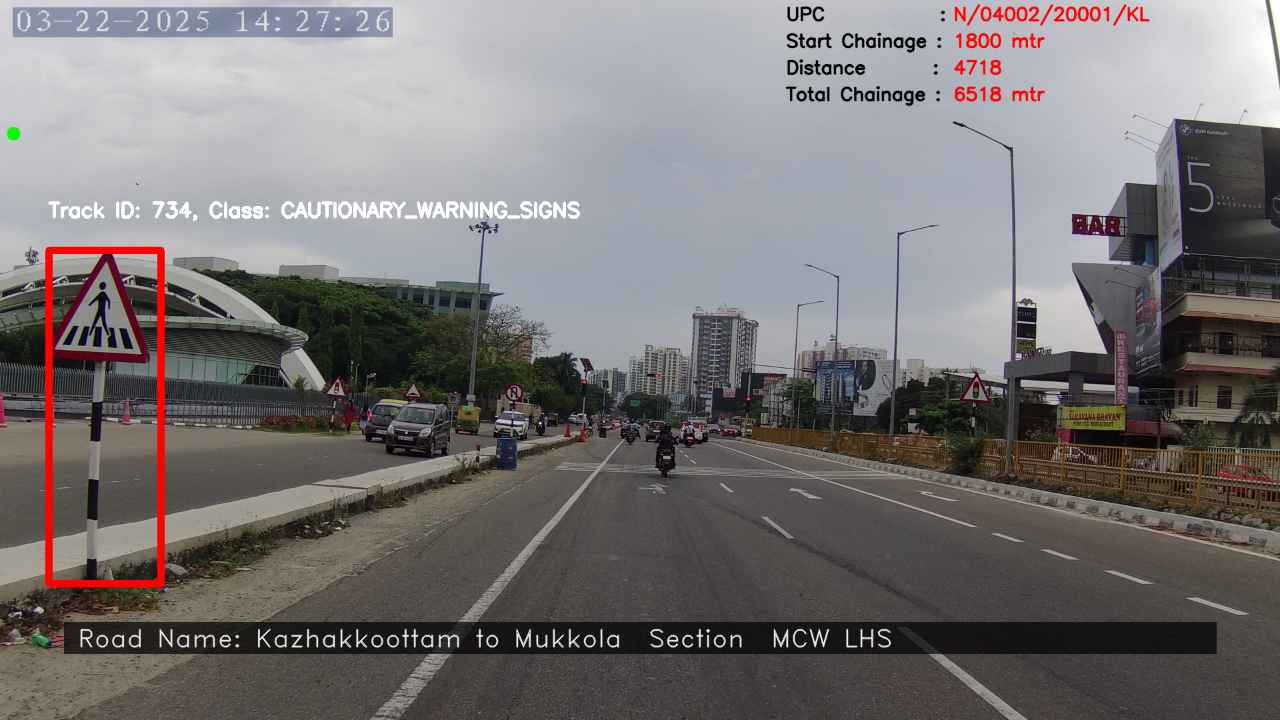 03-22-2025 14:27:26
UPC : N/04002/20001/KL
Start Chainage : 1800 mtr
Distance : 4718
Total Chainage : 6518 mtr
Track ID: 734, Class: CAUTIONARY_WARNING_SIGNS
THE
5
BAR
Road Name: Kazhakkoottam to Mukkola Section MCW LHS